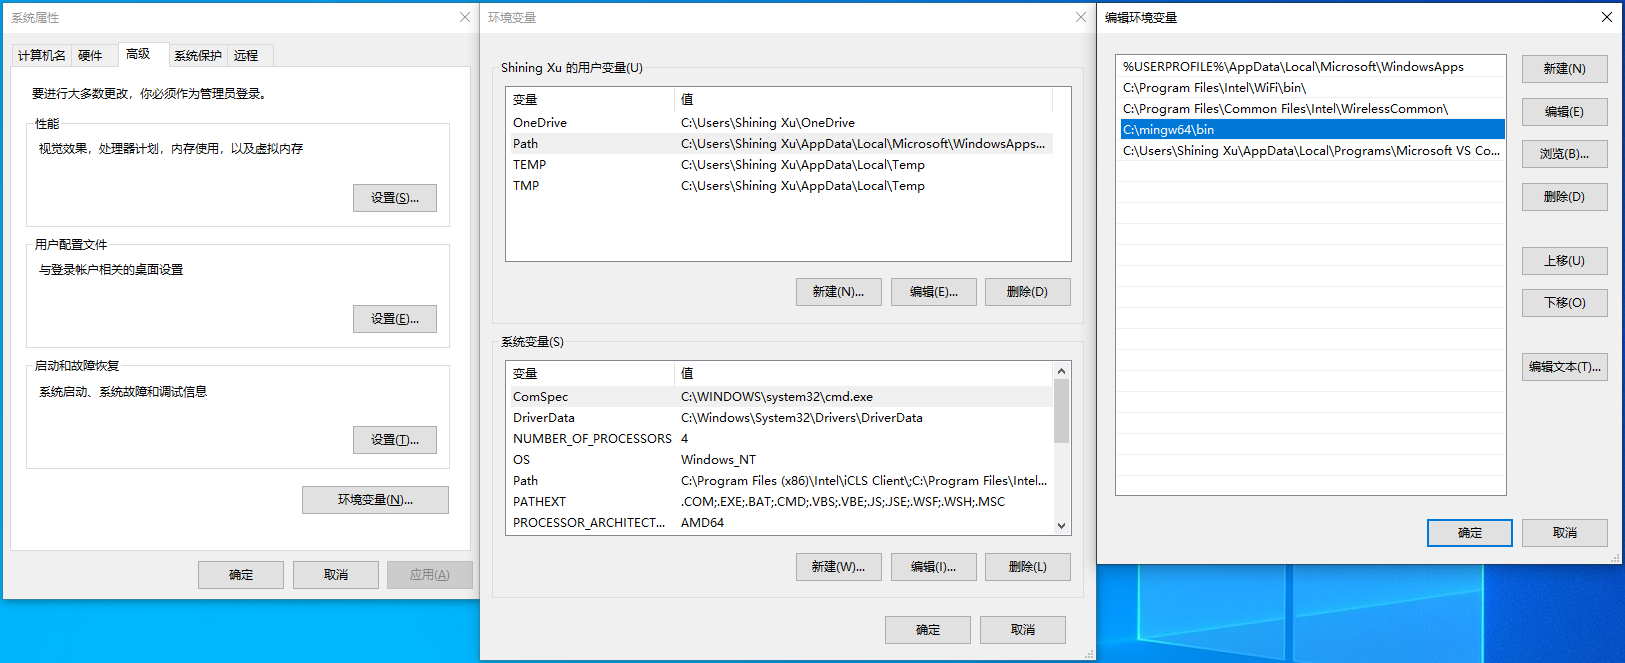 系统属性
计算机名
硬件
高级
系统保护
远程
要进行大多数更改，你必须作为管理员登录。
性能
视觉效果，处理器计划，内存使用，以及虚拟内存
设置(S)...
用户配置文件
与登录帐户相关的桌面设置
设置(E)...
启动和故障恢复
系统启动、系统故障和调试信息
设置(T)...
环境变量(N)...
确定
取消
应用(A)
环境变量
Shining Xu 的用户变量(U)
变量 值
OneDrive C:\Users\Shining Xu\OneDrive
Path C:\Users\Shining Xu\AppData\Local\Microsoft\WindowsApps...
TEMP C:\Users\Shining Xu\AppData\Local\Temp
TMP C:\Users\Shining Xu\AppData\Local\Temp
新建(N)...
编辑(E)...
删除(D)
系统变量(S)
变量 值
ComSpec C:\WINDOWS\system32\cmd.exe
DriverData C:\Windows\System32\Drivers\DriverData
NUMBER_OF_PROCESSORS 4
OS Windows_NT
Path C:\Program Files (x86)\Intel\iCLS Client\;C:\Program Files\Intel...
PATHEXT .COM;.EXE;.BAT;.CMD;.VBS;.VBE;.JS;.JSE;.WSF;.WSH;.MSC
PROCESSOR_ARCHITECT... AMD64
新建(W)...
编辑(I)...
删除(L)
确定
取消
编辑环境变量
%USERPROFILE%\AppData\Local\Microsoft\WindowsApps
C:\Program Files\Intel\WiFi\bin\
C:\Program Files\Common Files\Intel\WirelessCommon\
C:\mingw64\bin
C:\Users\Shining Xu\AppData\Local\Programs\Microsoft VS Co...
新建(N)
编辑(E)
浏览(B)...
删除(D)
上移(U)
下移(O)
编辑文本(T)...
确定
取消